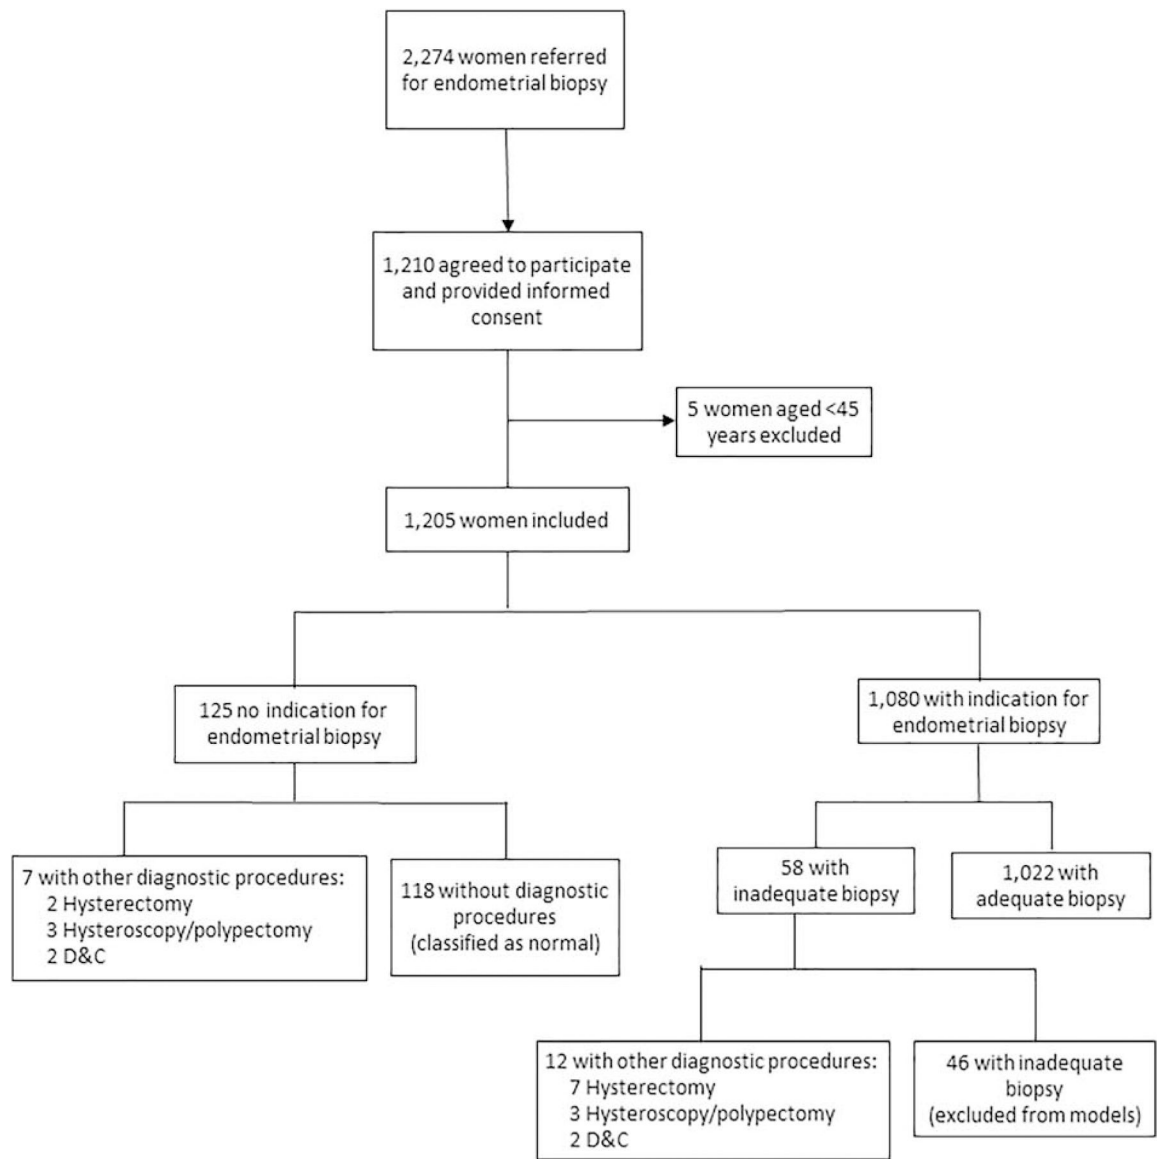 2,274 women referred
for endometrial biopsy
1,210 agreed to participate
and provided informed
consent
5 women aged <45
years excluded
1,205 women included
125 no indication for
endometrial biopsy
1,080 with indication for
endometrial biopsy
7 with other diagnostic procedures:
2 Hysterectomy
3 Hysteroscopy/polypectomy
2 D&C
118 without diagnostic
procedures
(classified as normal)
58 with
inadequate biopsy
1,022 with
adequate biopsy
12 with other diagnostic procedures:
7 Hysterectomy
3 Hysteroscopy/polypectomy
2 D&C
46 with inadequate
biopsy
(excluded from models)